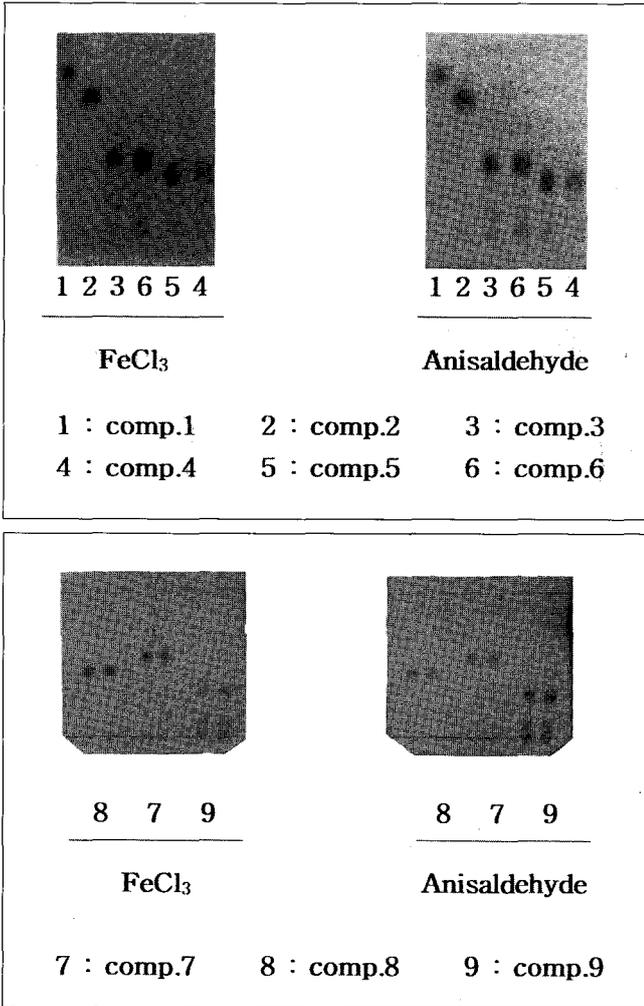 1 2 3 6 5 4
1 2 3 6 5 4
FeCl₃
Anisaldehyde
1 : comp.1 2 : comp.2 3 : comp.3
4 : comp.4 5 : comp.5 6 : comp.6
8 7 9
8 7 9
FeCl₃
Anisaldehyde
7 : comp.7 8 : comp.8 9 : comp.9